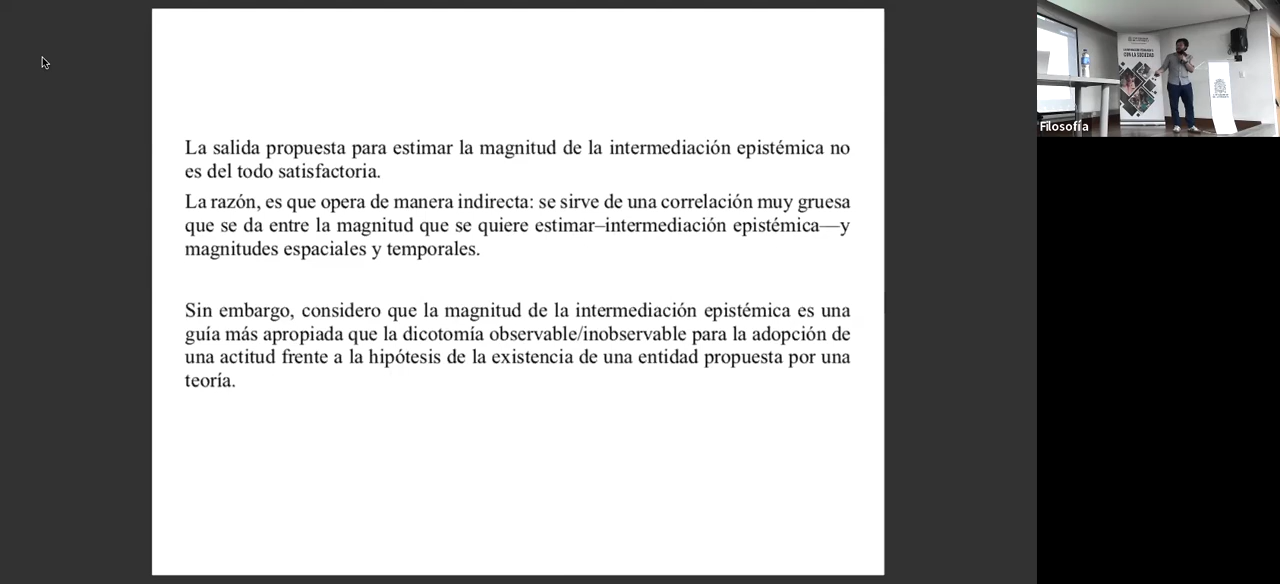 La salida propuesta para estimar la magnitud de la intermediación epistémica no
es del todo satisfactoria.
La razón, es que opera de manera indirecta: se sirve de una correlación muy gruesa
que se da entre la magnitud que se quiere estimar–intermediación epistémica—y
magnitudes espaciales y temporales.
Sin embargo, considero que la magnitud de la intermediación epistémica es una
guía más apropiada que la dicotomía observable/inobservable para la adopción de
una actitud frente a la hipótesis de la existencia de una entidad propuesta por una
teoría.
CON LA SOCIEDAD
Filosofía